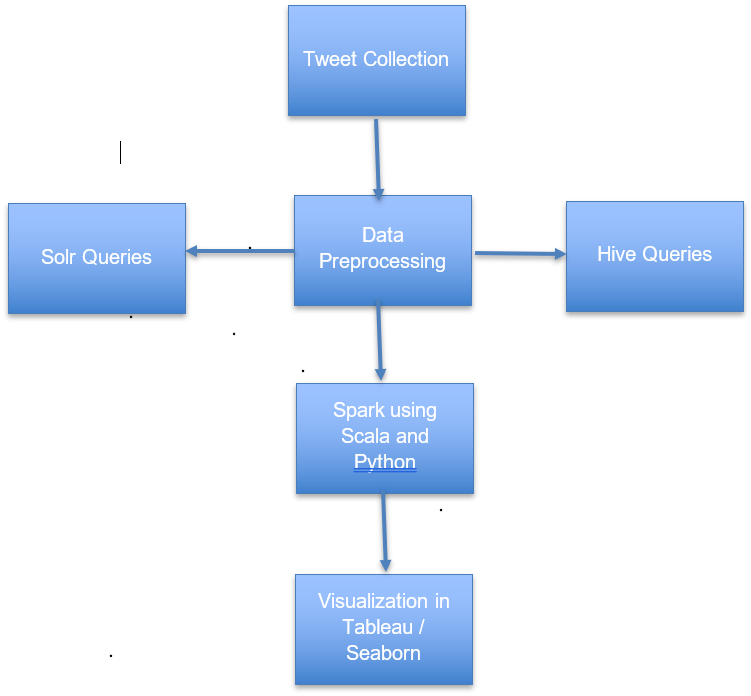 Tweet Collection
Data
Preprocessing
Solr Queries
Hive Queries
Spark using
Scala and
Python
Visualization in
Tableau /
Seaborn